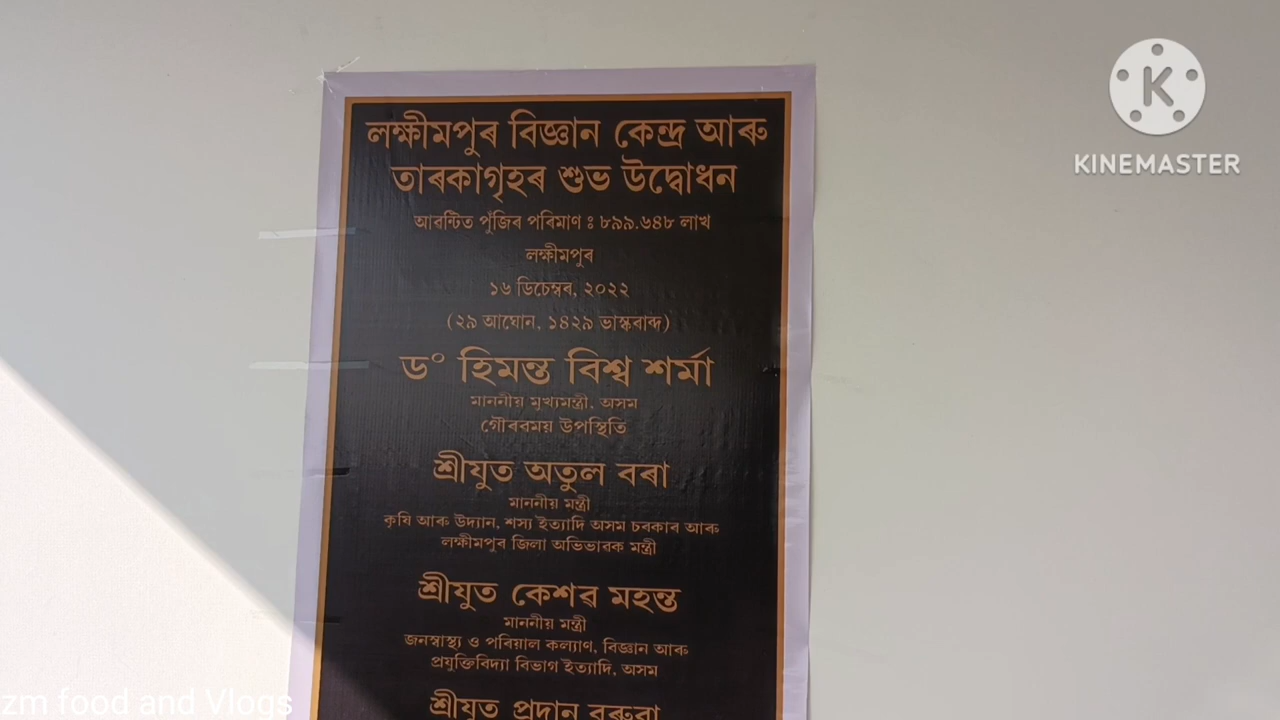 লক্ষীমপুৰ বিজ্ঞান কেন্দ্ৰ আৰু
তাৰকাগৃহৰ শুভ উদ্বোধন
আবন্টিত পুঁজিৰ পৰিমাণ ঃ ৮৯৯.৬৪৮ লাখ
লক্ষীমপুৰ
১৬ ডিচেম্বৰ, ২০২২
(২৯ আঘোন, ১৪২৯ ভাস্কৰাব্দ)
ড° হিমন্ত বিশ্ব শৰ্মা
মাননীয় মুখ্যমন্ত্ৰী, অসম
গৌৰৱময় উপস্থিতি
শ্ৰীযুত অতুল বৰা
মাননীয় মন্ত্ৰী
কৃষি আৰু উদ্যান, শস্য ইত্যাদি অসম চৰকাৰ আৰু
লক্ষীমপুৰ জিলা অভিভাৱক মন্ত্ৰী
শ্ৰীযুত কেশৱ মহন্ত
মাননীয় মন্ত্ৰী
জনস্বাস্থ্য ও পৰিয়াল কল্যাণ, বিজ্ঞান আৰু
প্ৰযুক্তিবিদ্যা বিভাগ ইত্যাদি, অসম
শ্ৰীযুত প্ৰদান বৰুৱা
KINEMASTER
zm food and Vlogs